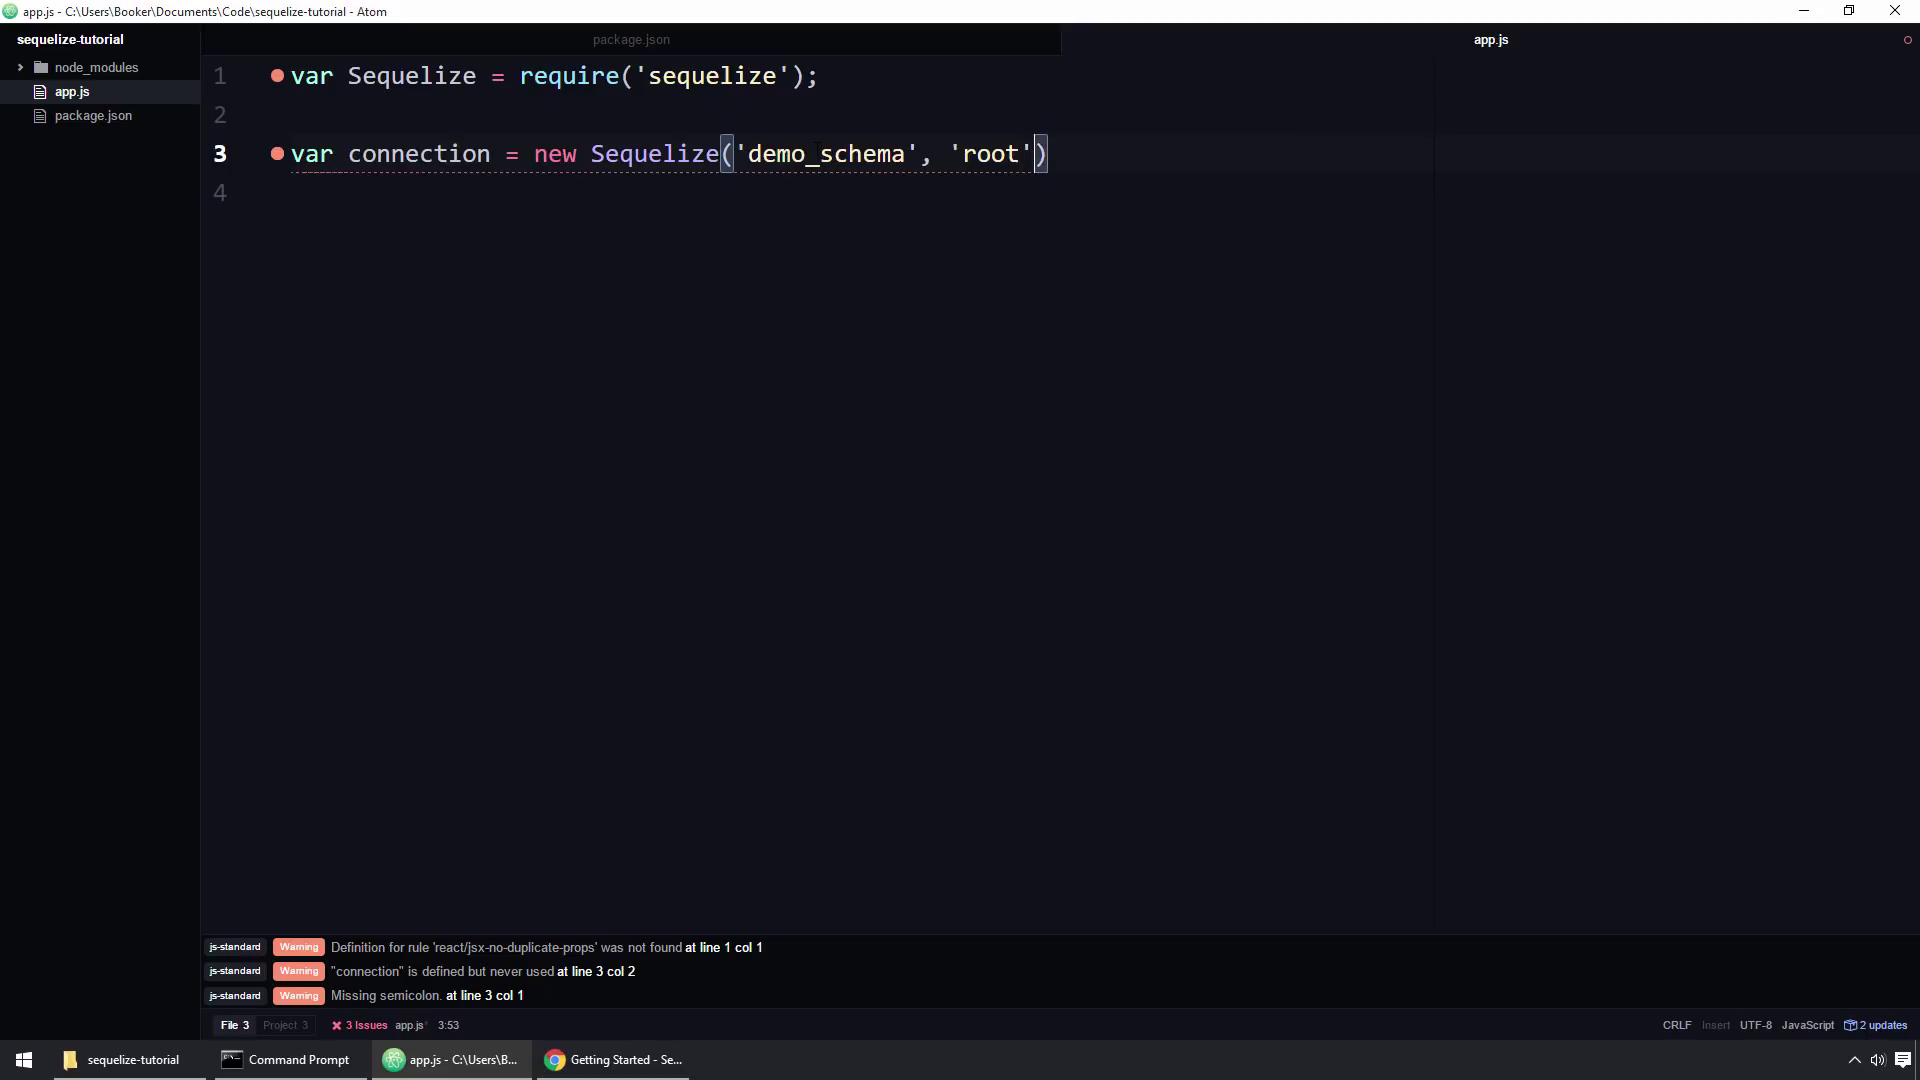 app.js - C:\Users\Booker\Documents\Code\sequelize-tutorial - Atom
sequelize-tutorial
package.json
app.js
node_modules
app.js
package.json
1 var Sequelize = require('sequelize');
2
3 var connection = new Sequelize('demo_schema', 'root')
4
js-standard Warning Definition for rule 'react/jsx-no-duplicate-props' was not found at line 1 col 1
js-standard Warning "connection" is defined but never used at line 3 col 2
js-standard Warning Missing semicolon. at line 3 col 1
File 3 Project 3 3 Issues app.js* 3:53 CRLF Insert UTF-8 JavaScript 2 updates
sequelize-tutorial Command Prompt app.js - C:\Users\B... Getting Started - Se...